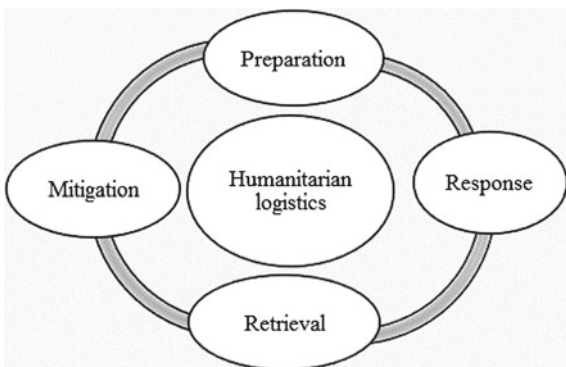 Preparation
Mitigation
Humanitarian
logistics
Response
Retrieval